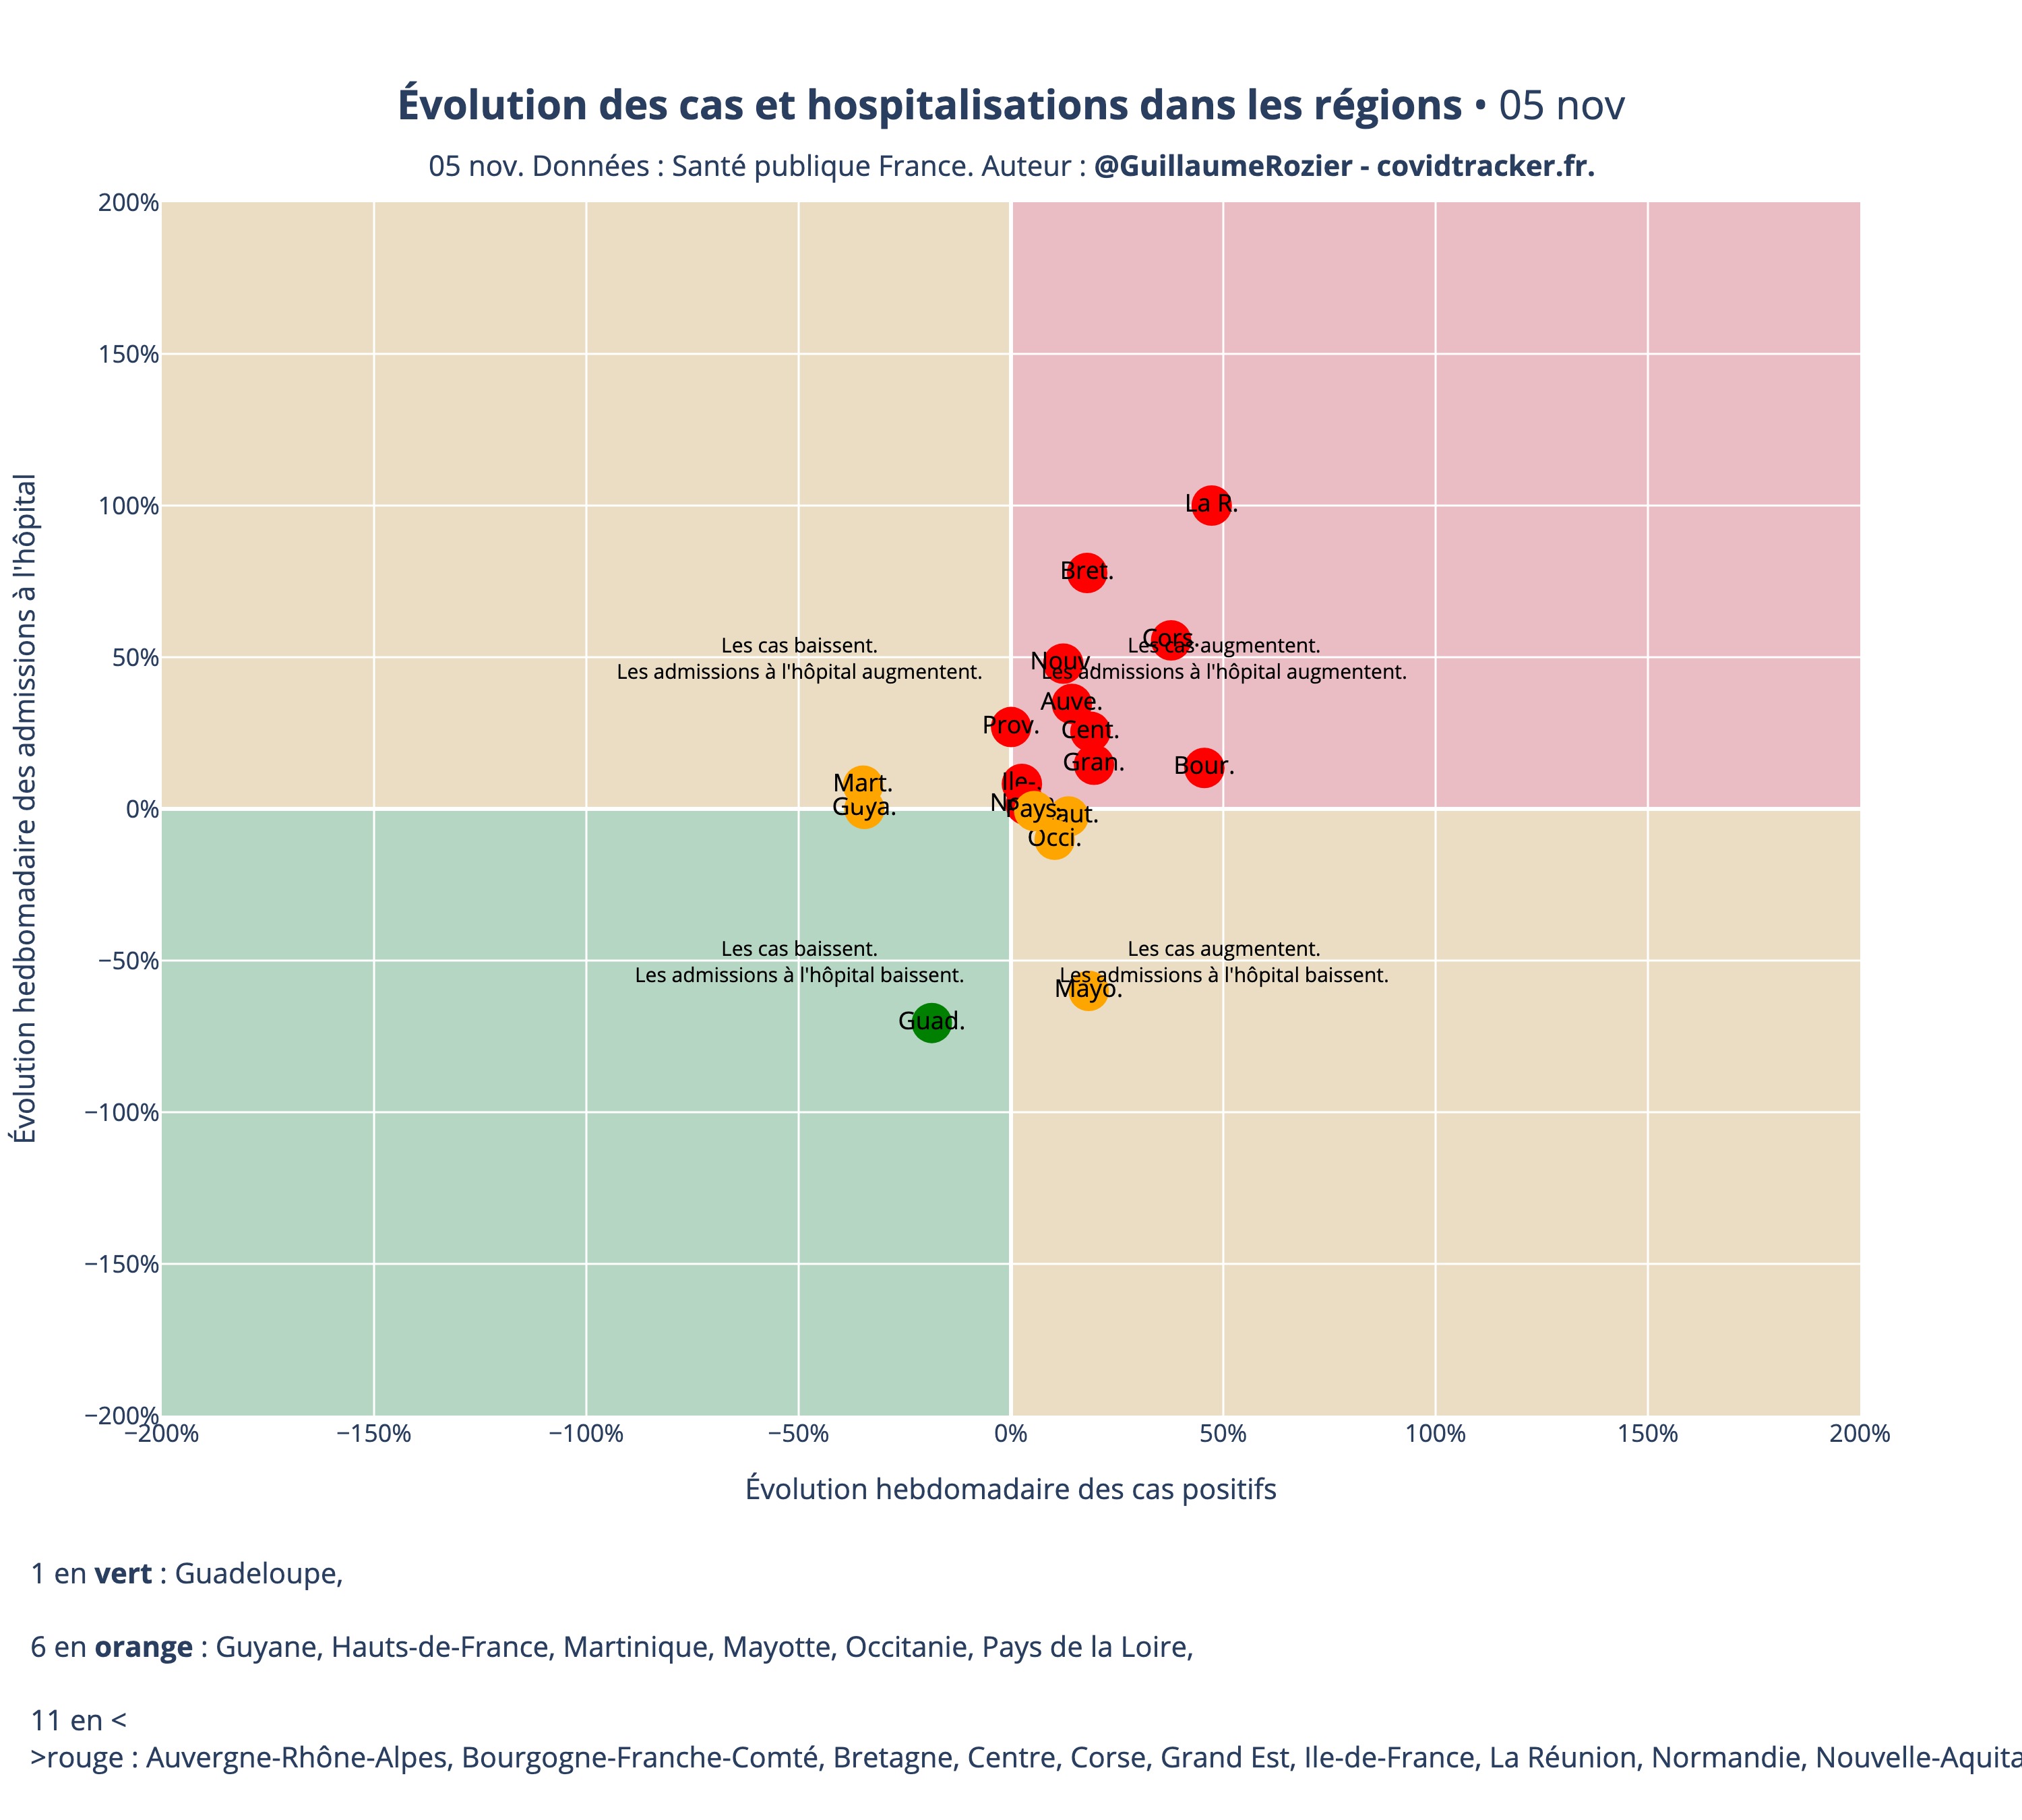 Évolution des cas et hospitalisations dans les régions • 05 nov
05 nov. Données : Santé publique France. Auteur : @GuillaumeRozier - covidtracker.fr.
Évolution hedbomadaire des admissions à l'hôpital
200%
150%
100%
50%
0%
−50%
−100%
−150%
−200%
La R.
Bret.
Cors.
Les cas baissent.
Les admissions à l'hôpital augmentent.
Les cas augmentent.
Les admissions à l'hôpital augmentent.
Nouv.
Auve.
Prov.
Cent.
Gran.
Bour.
Mart.
Guya.
Ile-.
Pays.
Occi.
Les cas baissent.
Les admissions à l'hôpital baissent.
Les cas augmentent.
Les admissions à l'hôpital baissent.
Mayo.
Guad.
−200%
−150%
−100%
−50%
0%
50%
100%
150%
200%
Évolution hebdomadaire des cas positifs
1 en vert : Guadeloupe,
6 en orange : Guyane, Hauts-de-France, Martinique, Mayotte, Occitanie, Pays de la Loire,
11 en <
>rouge : Auvergne-Rhône-Alpes, Bourgogne-Franche-Comté, Bretagne, Centre, Corse, Grand Est, Ile-de-France, La Réunion, Normandie, Nouvelle-Aquita